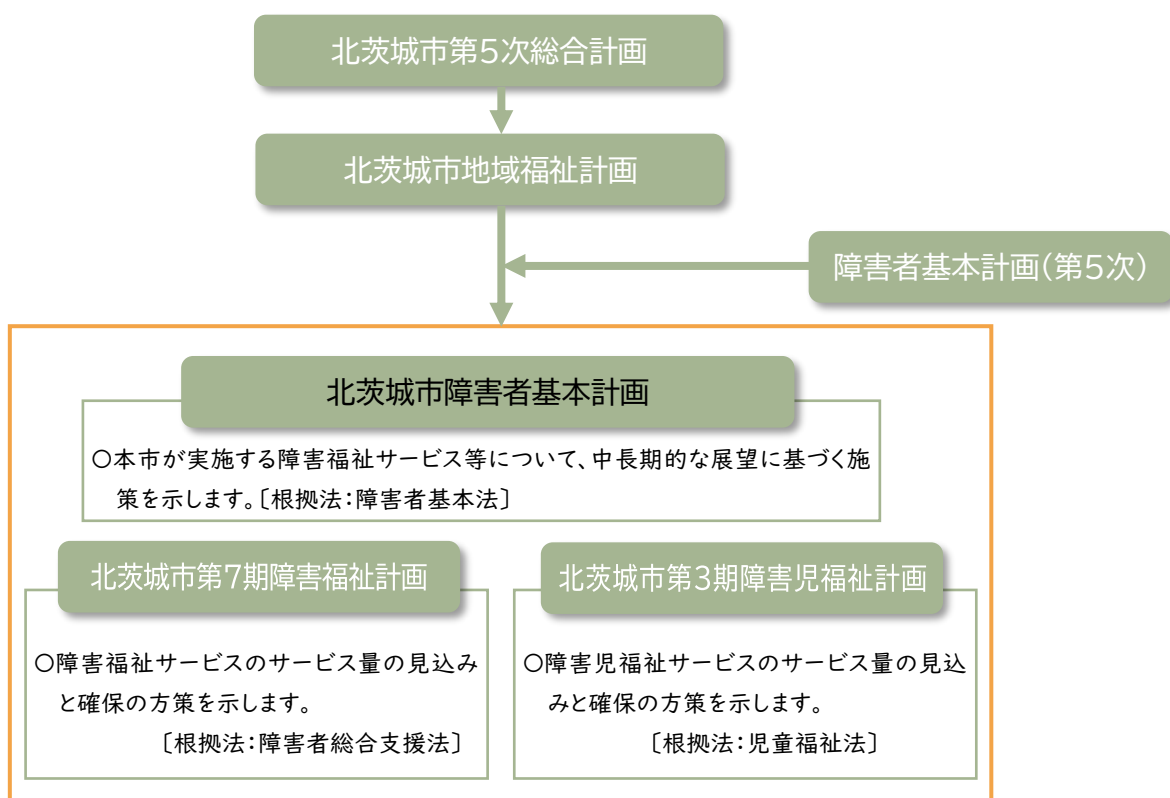 北茨城市第5次総合計画
北茨城市地域福祉計画
障害者基本計画(第5次)
北茨城市障害者基本計画
〇本市が実施する障害福祉サービス等について、中長期的な展望に基づく施
策を示します。〔根拠法:障害者基本法〕
北茨城市第7期障害福祉計画
〇障害福祉サービスのサービス量の見込み
と確保の方策を示します。
〔根拠法:障害者総合支援法〕
北茨城市第3期障害児福祉計画
〇障害児福祉サービスのサービス量の見込
みと確保の方策を示します。
〔根拠法:児童福祉法〕